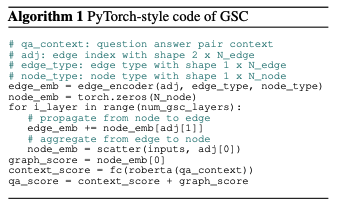 Algorithm 1 PyTorch-style code of GSC
# qa_context: question answer pair context
# adj: edge index with shape 2 x N_edge
# edge_type: edge type with shape 1 x N_edge
# node_type: node type with shape 1 x N_node
edge_emb = edge_encoder(adj, edge_type, node_type)
node_emb = torch.zeros(N_node)
for i_layer in range(num_gsc_layers):
# propagate from node to edge
edge_emb += node_emb[adj[1]]
# aggregate from edge to node
node_emb = scatter(inputs, adj[0])
graph_score = node_emb[0]
context_score = fc(roberta(qa_context))
qa_score = context_score + graph_score